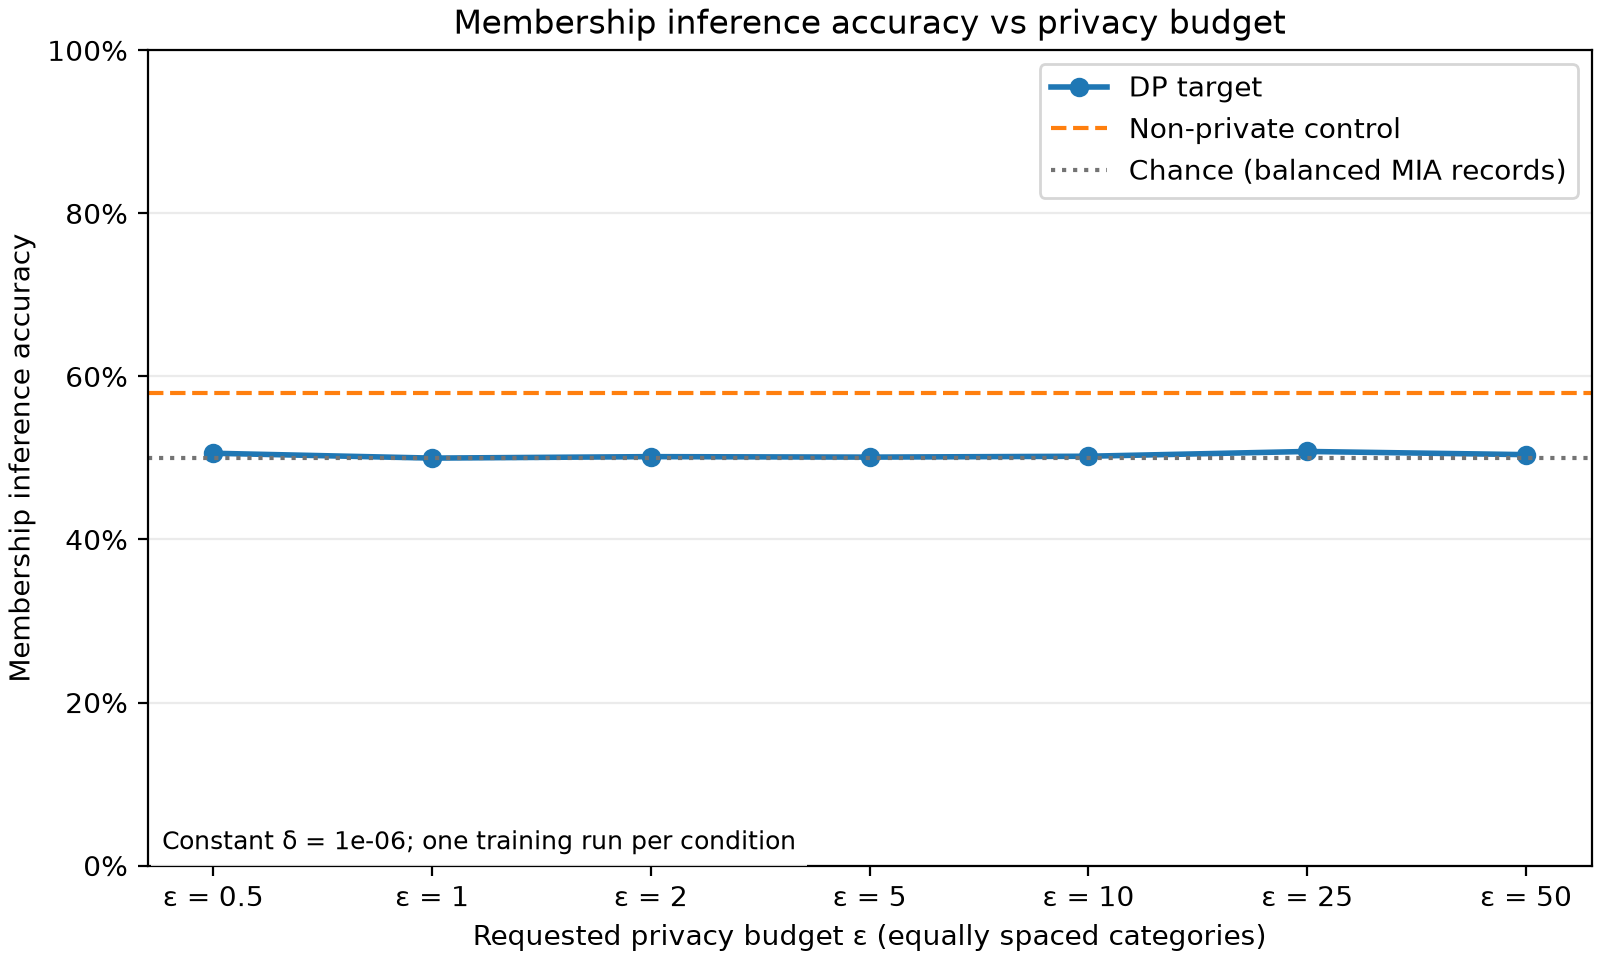 Membership inference accuracy vs privacy budget
100%
80%
60%
40%
20%
0%
Membership inference accuracy
DP target
Non-private control
Chance (balanced MIA records)
Constant δ = 1e-06; one training run per condition
ε = 0.5
ε = 1
ε = 2
ε = 5
ε = 10
ε = 25
ε = 50
Requested privacy budget ε (equally spaced categories)